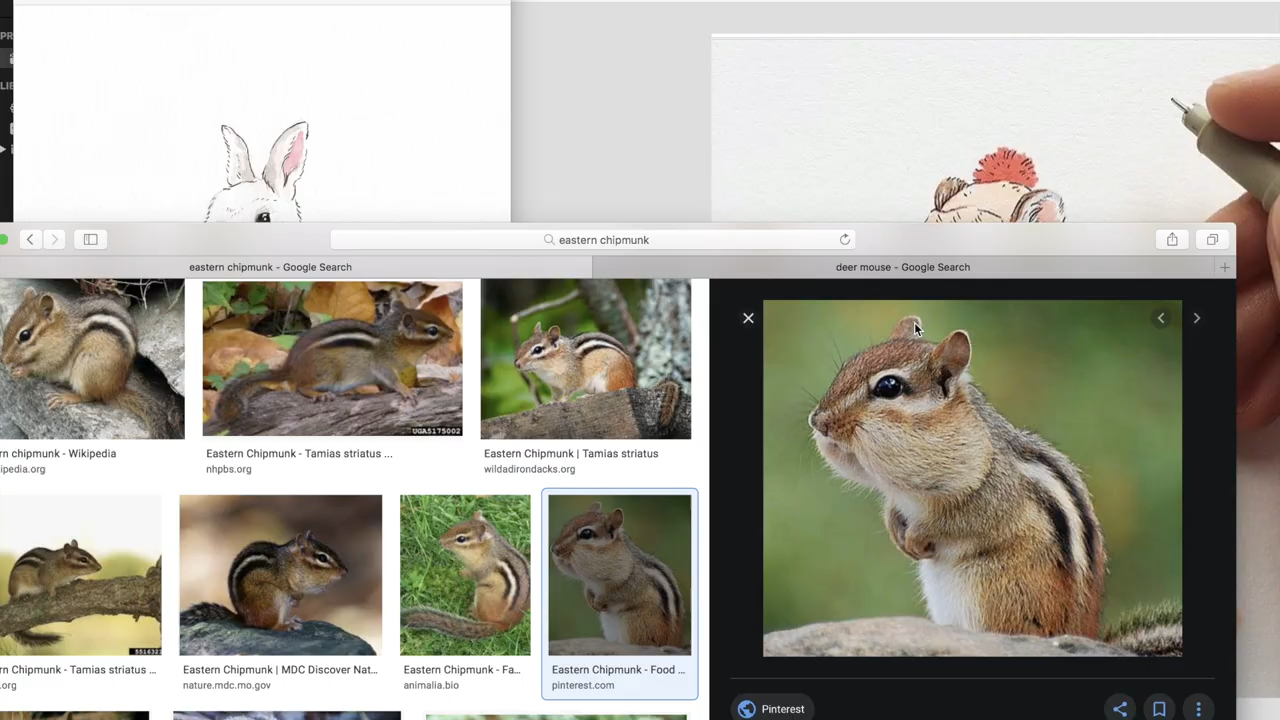 PR
LIE
eastern chipmunk
eastern chipmunk - Google Search
deer mouse - Google Search
UGA5175002
rn chipmunk - Wikipedia
Eastern Chipmunk - Tamias striatus ...
Eastern Chipmunk | Tamias striatus
ipedia.org
nhpbs.org
wildadirondacks.org
rn Chipmunk - Tamias striatus ...
Eastern Chipmunk | MDC Discover Nat...
Eastern Chipmunk - Fa...
Eastern Chipmunk - Food ...
.org
nature.mdc.mo.gov
animalia.bio
pinterest.com
Pinterest